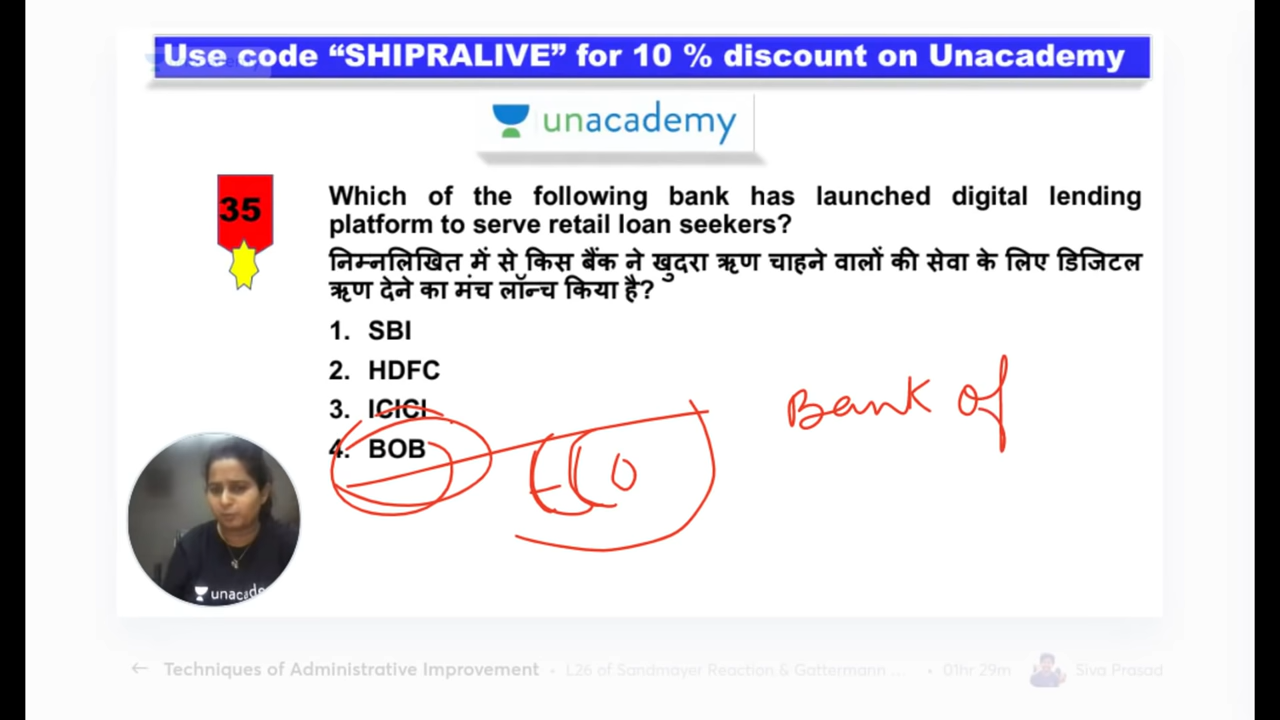 Use code “SHIPRALIVE” for 10 % discount on Unacademy
unacademy
35
Which of the following bank has launched digital lending
platform to serve retail loan seekers?
निम्नलिखित में से किस बैंक ने खुदरा ऋण चाहने वालों की सेवा के लिए डिजिटल
ऋण देने का मंच लॉन्च किया है?
1. SBI
2. HDFC
3. ICICI
4. BOB
Bank of
unacade
← Techniques of Administrative Improvement • L26 of Sandmayer Reaction & Gattermann ... • 01hr 29m Siva Prasad